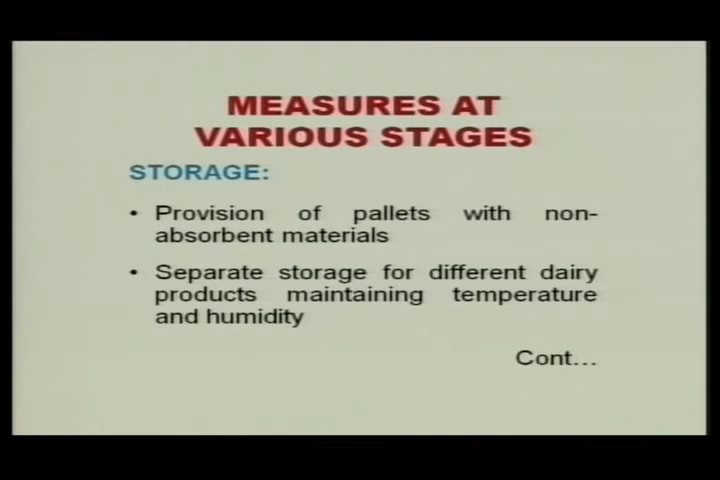 MEASURES AT
VARIOUS STAGES
STORAGE:
• Provision of pallets with non-
absorbent materials
• Separate storage for different dairy
products maintaining temperature
and humidity
Cont...